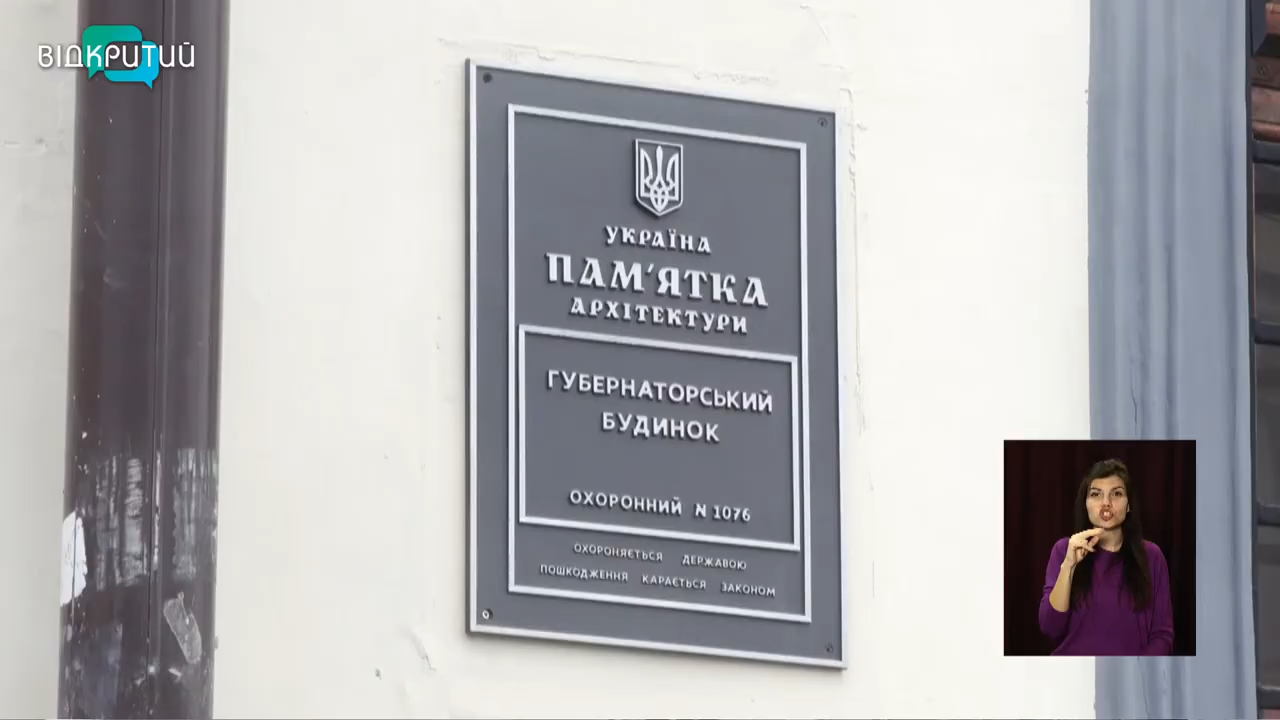 ВІДКРИТИЙ
УКРАЇНА
ПАМ'ЯТКА
АРХІТЕКТУРИ
ГУБЕРНАТОРСЬКИЙ
БУДИНОК
ОХОРОННИЙ N 1076
ОХОРОНЯЄТЬСЯ ДЕРЖАВОЮ
ПОШКОДЖЕННЯ КАРАЄТЬСЯ ЗАКОНОМ